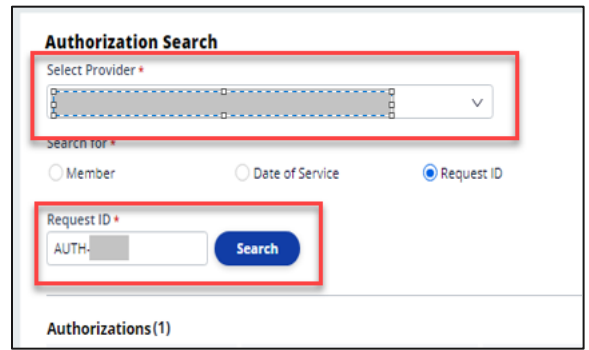 Authorization Search
Select Provider *
Search for *
Member Date of Service Request ID
Request ID *
AUTH- Search
Authorizations (1)